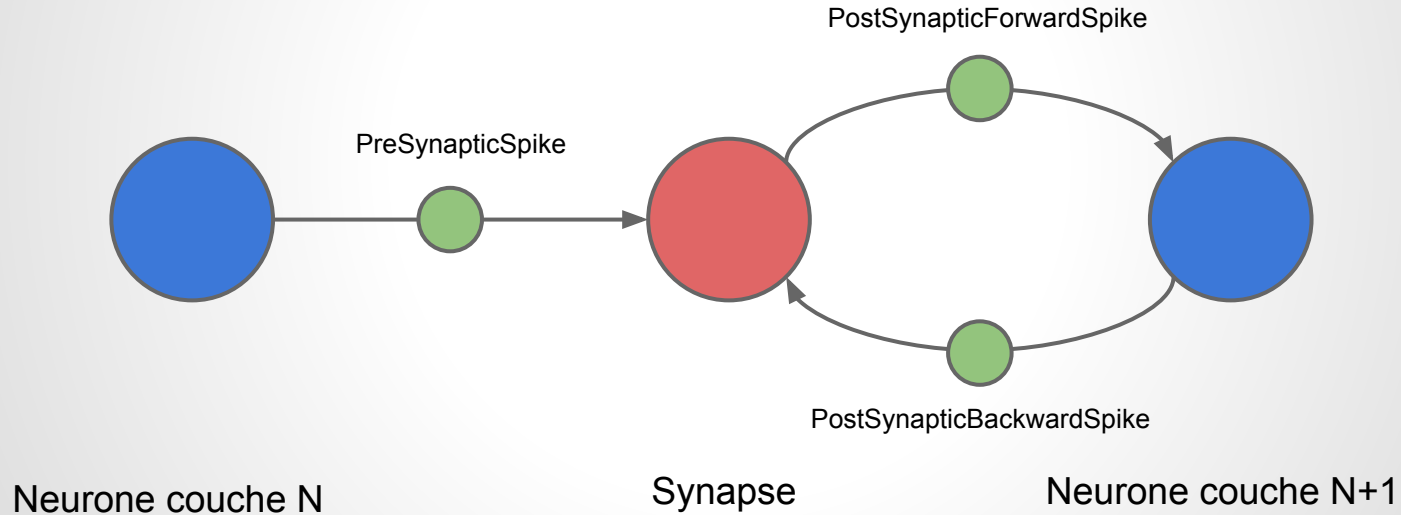 PostSynapticForwardSpike
PreSynapticSpike
PostSynapticBackwardSpike
Neurone couche N
Synapse
Neurone couche N+1